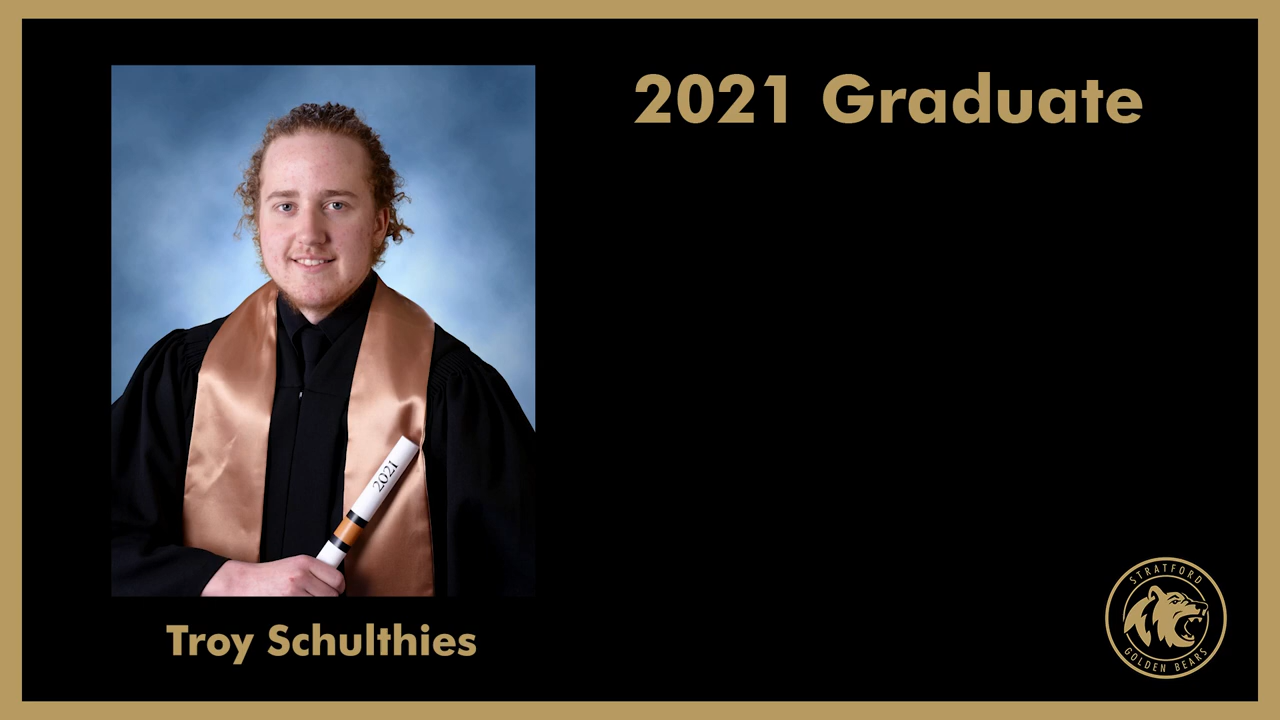 2021 Graduate
2021
Troy Schulthies
STRATFORD
GOLDEN BEARS